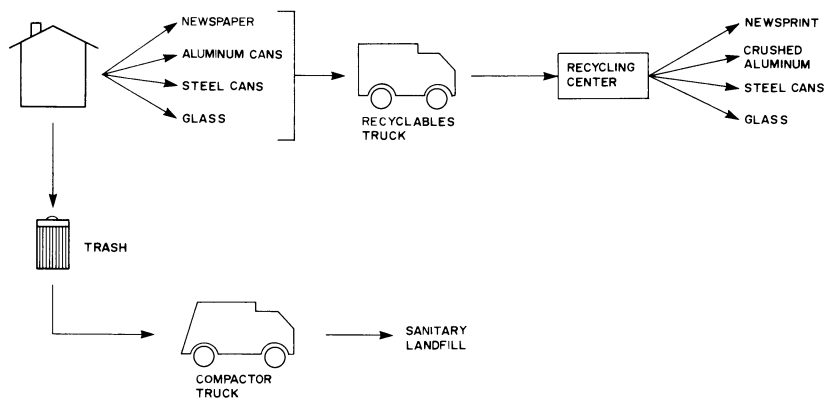 NEWSPAPER
ALUMINUM CANS
STEEL CANS
GLASS
RECYCLABLES
TRUCK
RECYCLING
CENTER
NEWSPRINT
CRUSHED
ALUMINUM
STEEL CANS
GLASS
TRASH
COMPACTOR
TRUCK
SANITARY
LANDFILL